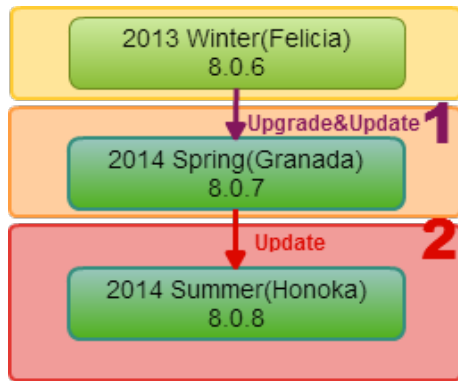 2013 Winter(Felicia)
8.0.6
Upgrade&Update 1
2014 Spring(Granada)
8.0.7
Update 2
2014 Summer(Honoka)
8.0.8